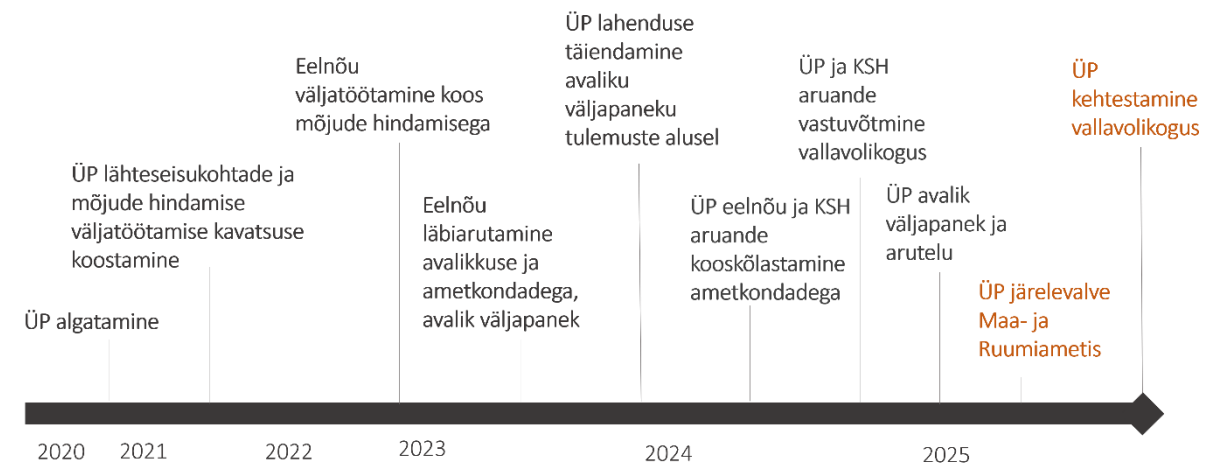 ÜP algatamine
ÜP lähteseisukohtade ja
mõjude hindamise
väljatöötamise kavatsuse
koostamine
Eelnõu
väljatöötamine koos
mõjude hindamisega
Eelnõu
läbiarutamine
avalikkuse ja
ametkondadega,
avalik väljapanek
ÜP lahenduse
täiendamine
avaliku
väljapaneku
tulemuste alusel
ÜP eelnõu ja KSH
aruande
kooskõlastamine
ametkondadega
ÜP ja KSH
aruande
vastuvõtmine
vallavolikogus
ÜP avalik
väljapanek ja
arutelu
ÜP järelevalve
Maa- ja
Ruumiametis
ÜP
kehtestamine
vallavolikogus
2020 2021 2022 2023 2024 2025